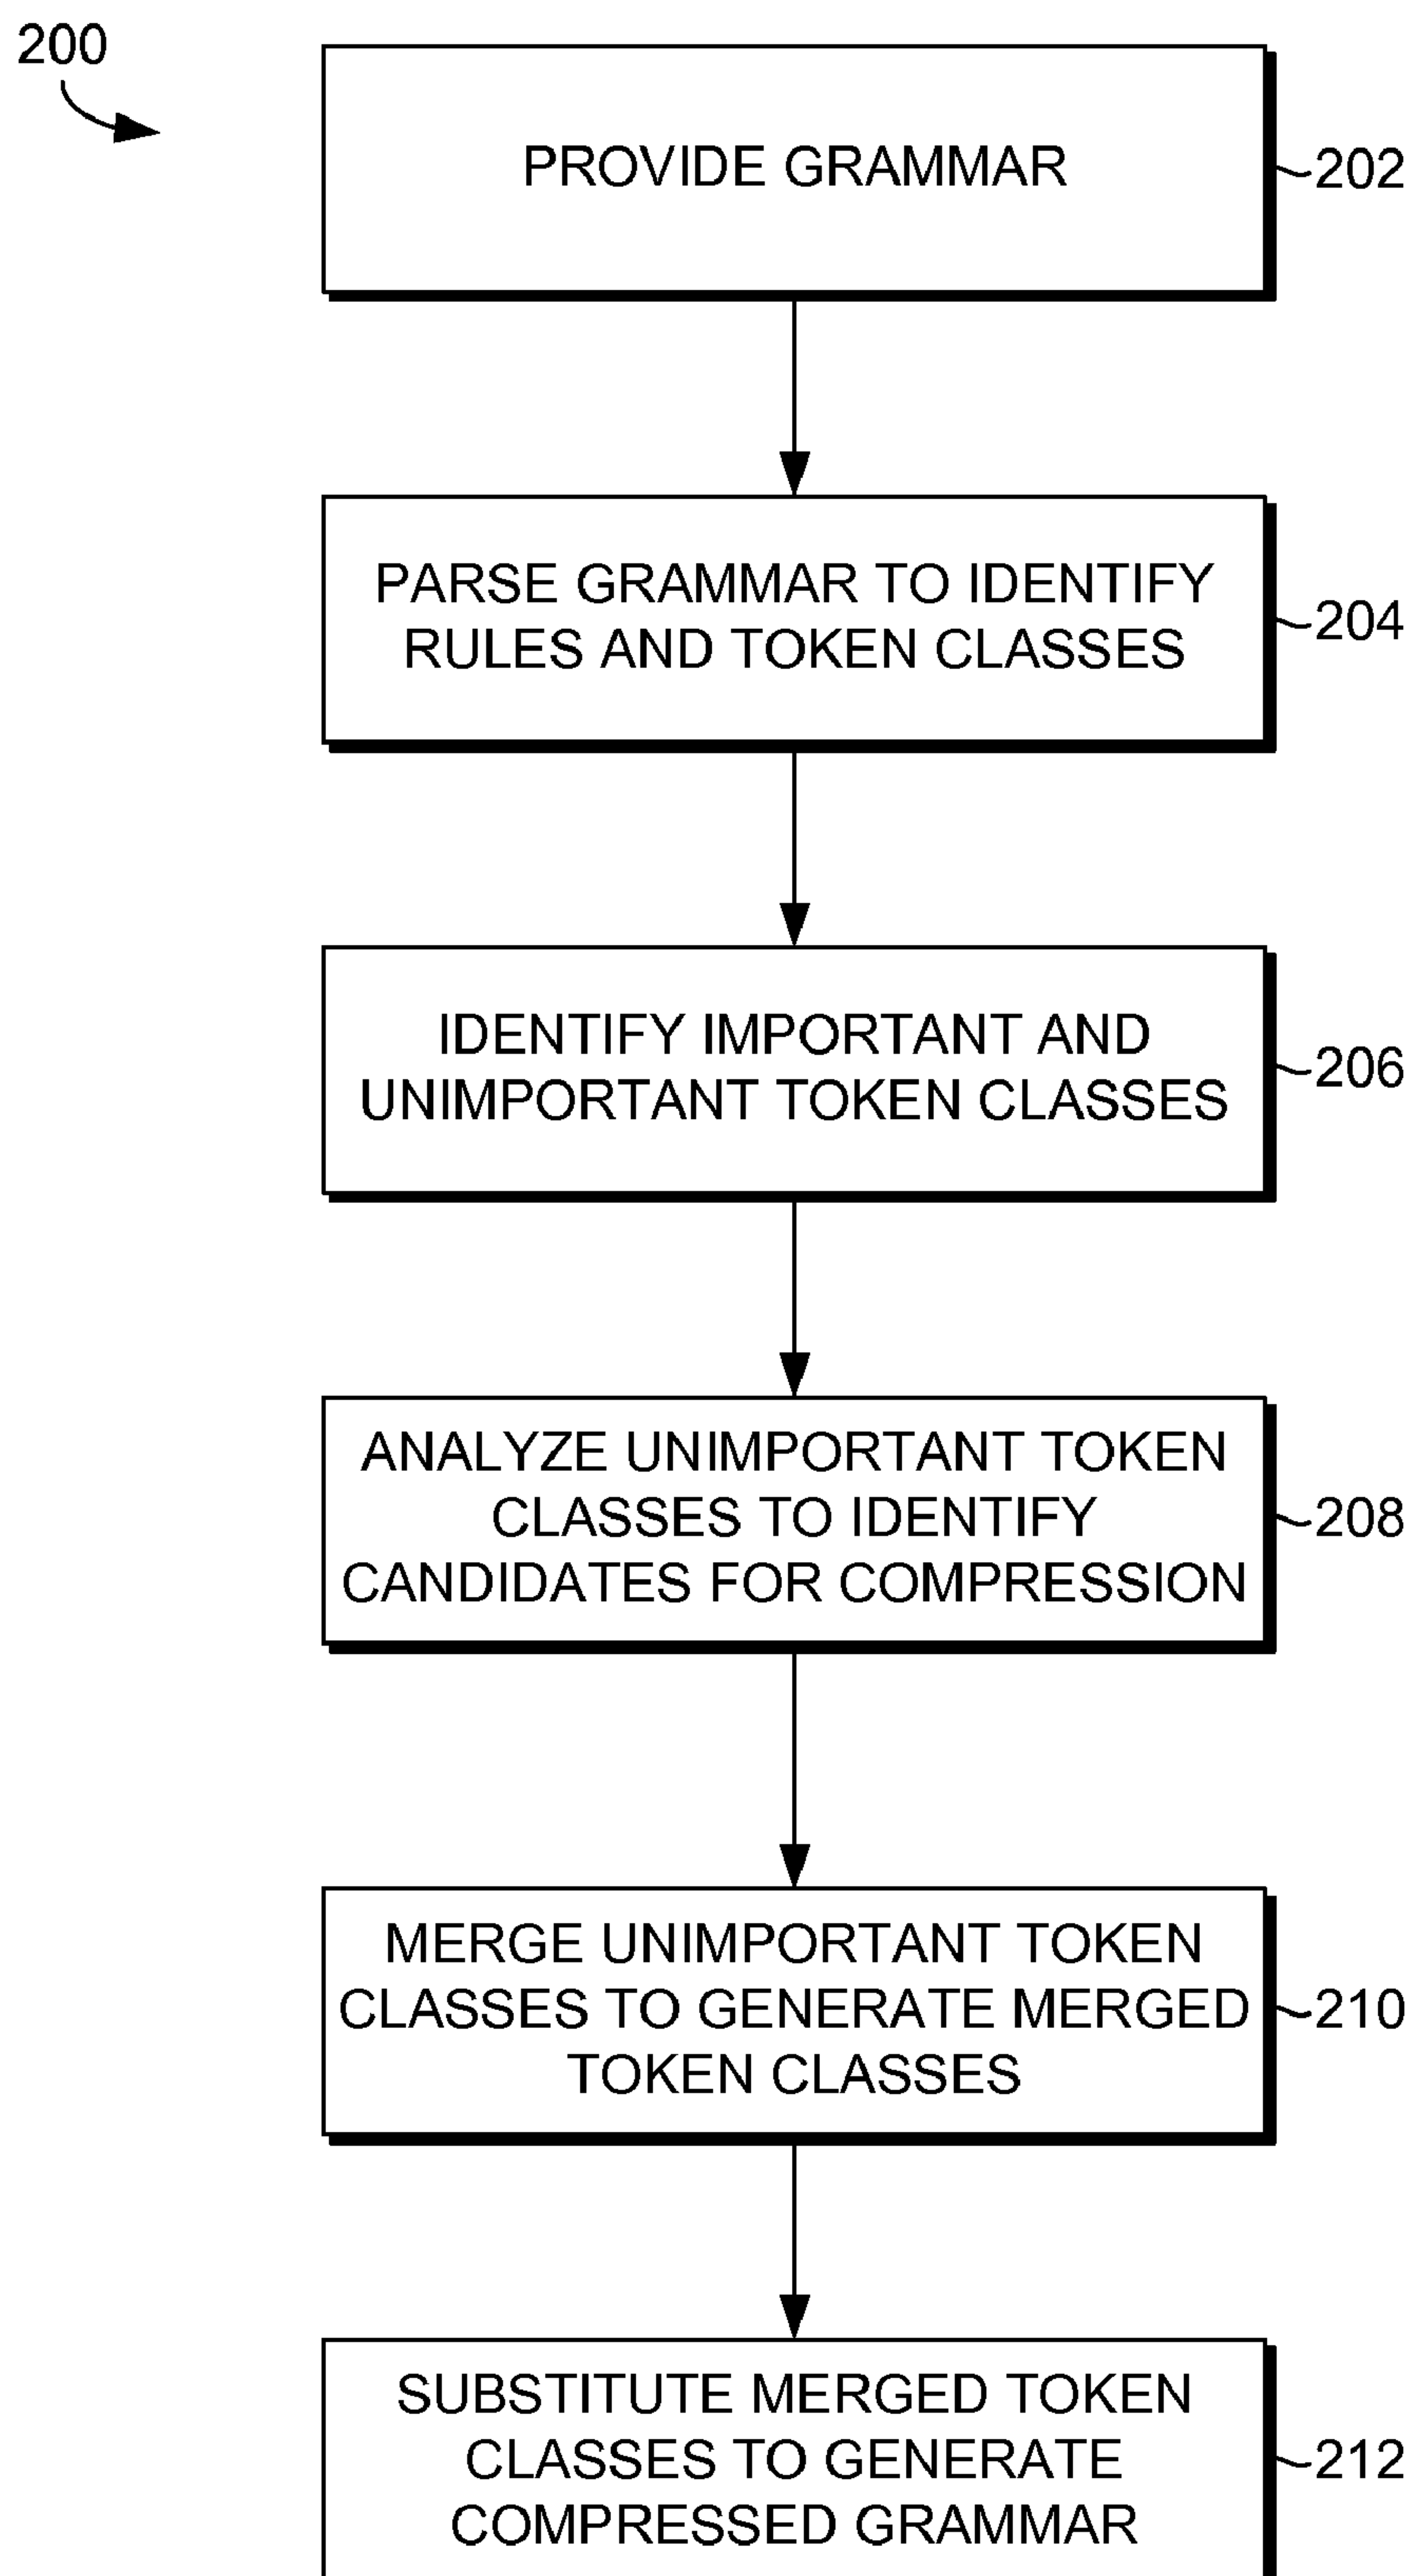 200
PROVIDE GRAMMAR
202
PARSE GRAMMAR TO IDENTIFY
RULES AND TOKEN CLASSES
204
IDENTIFY IMPORTANT AND
UNIMPORTANT TOKEN CLASSES
206
ANALYZE UNIMPORTANT TOKEN
CLASSES TO IDENTIFY
CANDIDATES FOR COMPRESSION
208
MERGE UNIMPORTANT TOKEN
CLASSES TO GENERATE MERGED
TOKEN CLASSES
210
SUBSTITUTE MERGED TOKEN
CLASSES TO GENERATE
COMPRESSED GRAMMAR
212